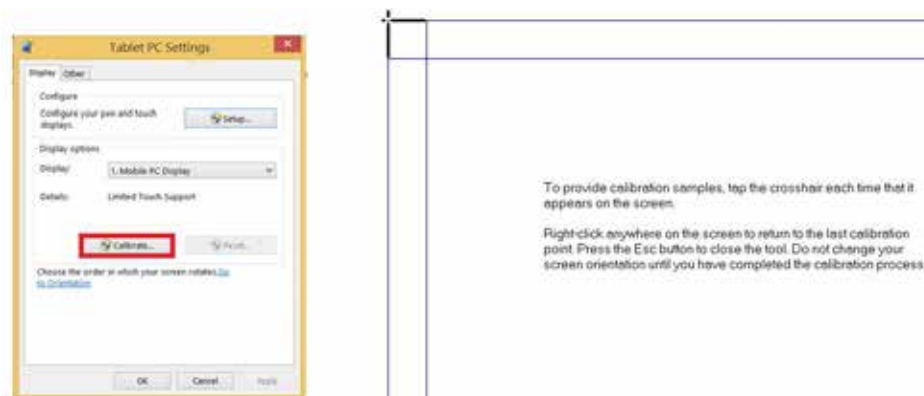 Tablet PC Settings
Display Other
Configure
Configure your pen and touch
displays.
Setup...
Display options
Display:
1. Mobile PC Display
Details:
Limited Touch Support
Calibrate...
Reset...
Choose the order in which your screen rotates. Go
to Orientation
OK Cancel Apply
To provide calibration samples, tap the crosshair each time that it
appears on the screen.
Right-click anywhere on the screen to return to the last calibration
point. Press the Esc button to close the tool. Do not change your
screen orientation until you have completed the calibration process